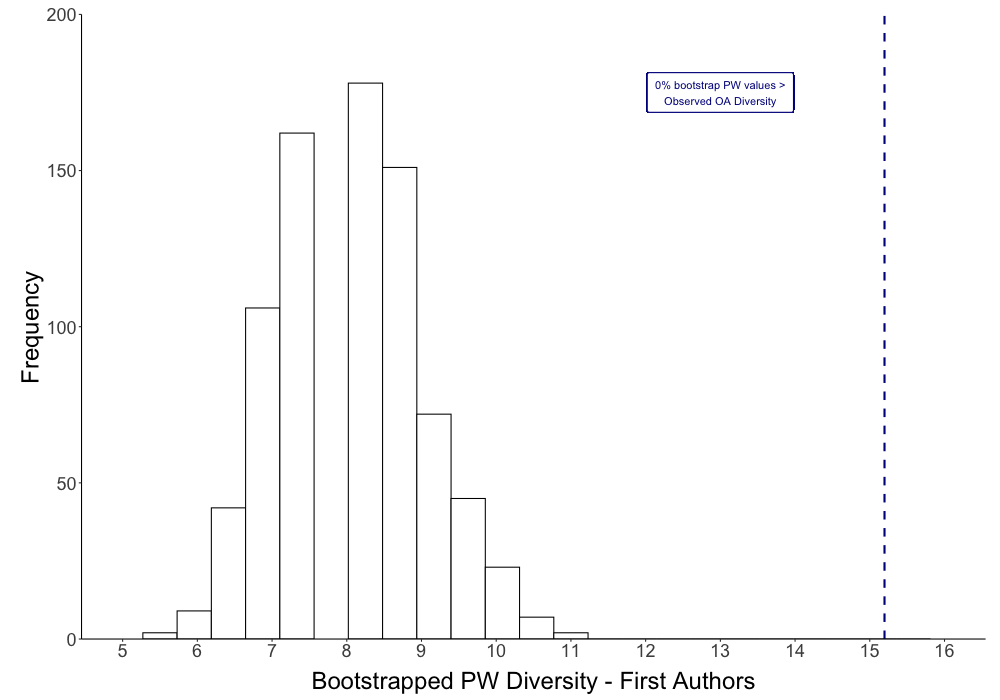 200
150
100
50
0
Frequency
0% bootstrap PW values >
Observed OA Diversity
5 6 7 8 9 10 11 12 13 14 15 16
Bootstrapped PW Diversity - First Authors